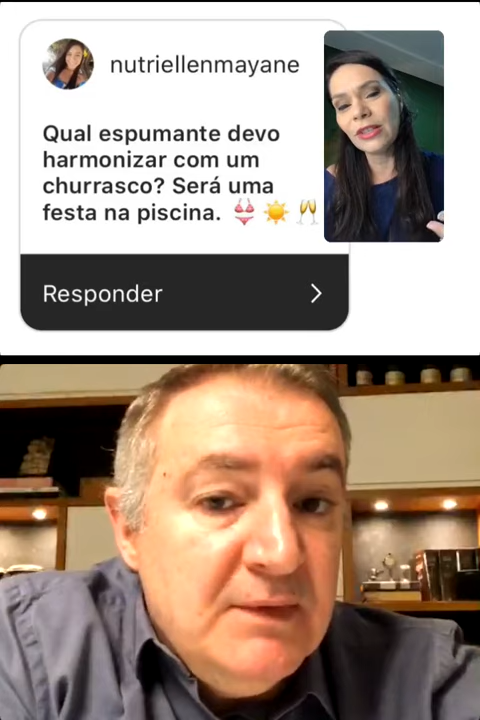 nutriellenmayane
Qual espumante devo
harmonizar com um
churrasco? Será uma
festa na piscina. 👙 ☀️ 🥂
Responder